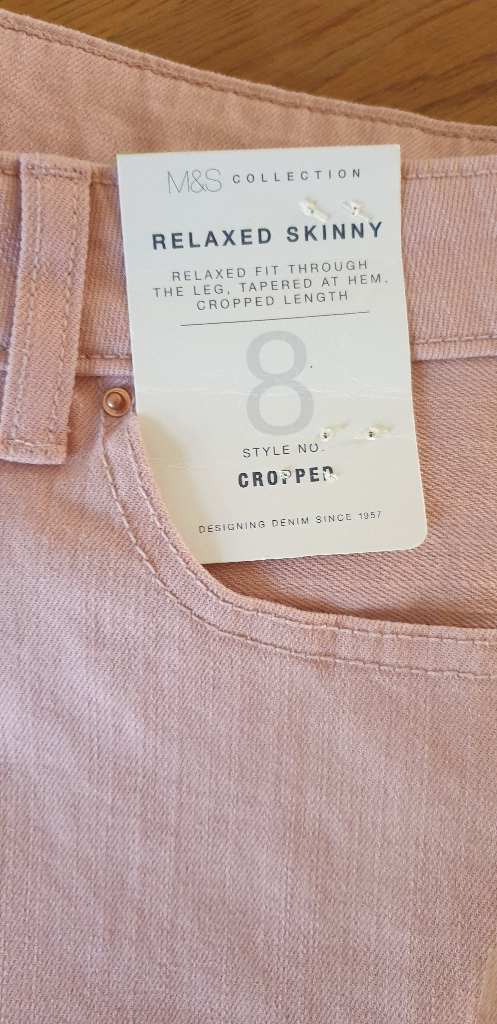 M&S COLLECTION
RELAXED SKINNY
RELAXED FIT THROUGH
THE LEG, TAPERED AT HEM.
CROPPED LENGTH
8
STYLE NO.
CROPPED
DESIGNING DENIM SINCE 1957